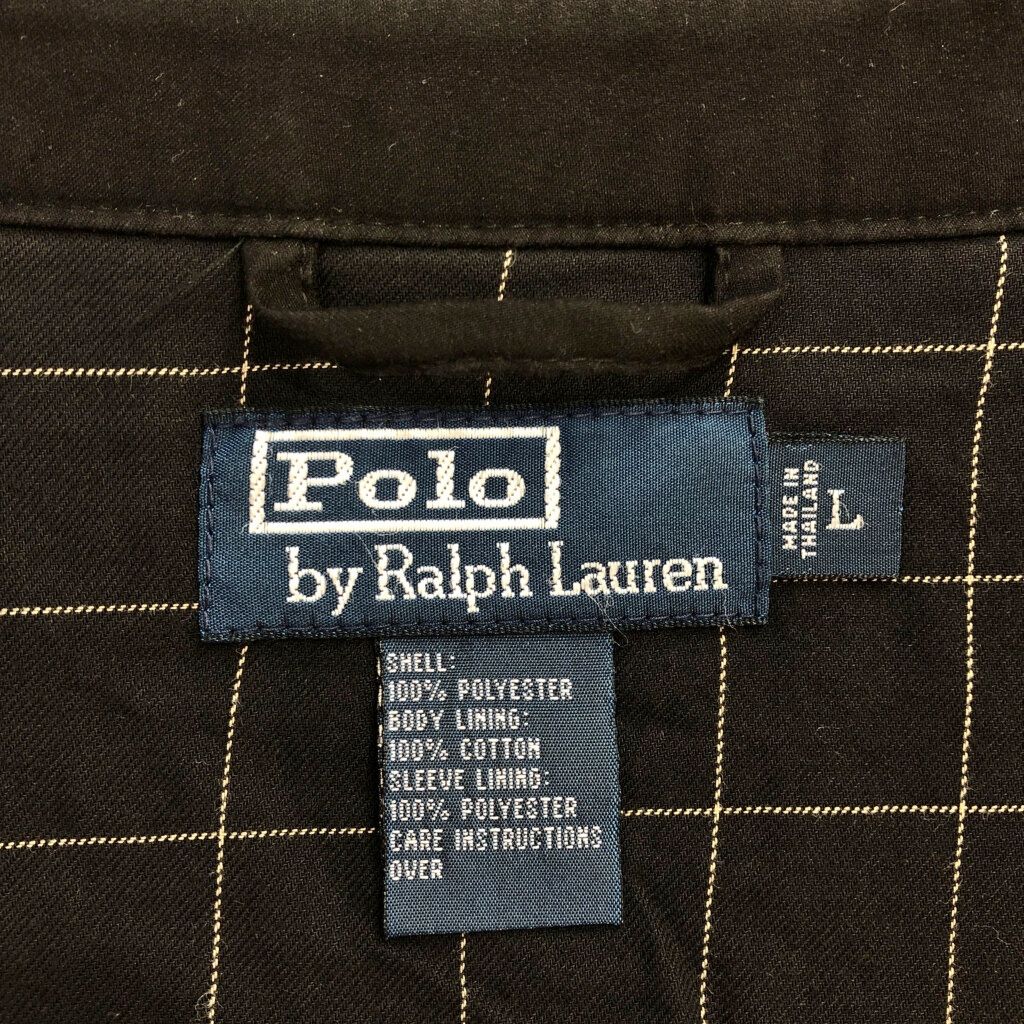 Polo
by Ralph Lauren
MADE IN
THAILAND
L
SHELL:
100% POLYESTER
BODY LINING:
100% COTTON
SLEEVE LINING:
100% POLYESTER
CARE INSTRUCTIONS
OVER